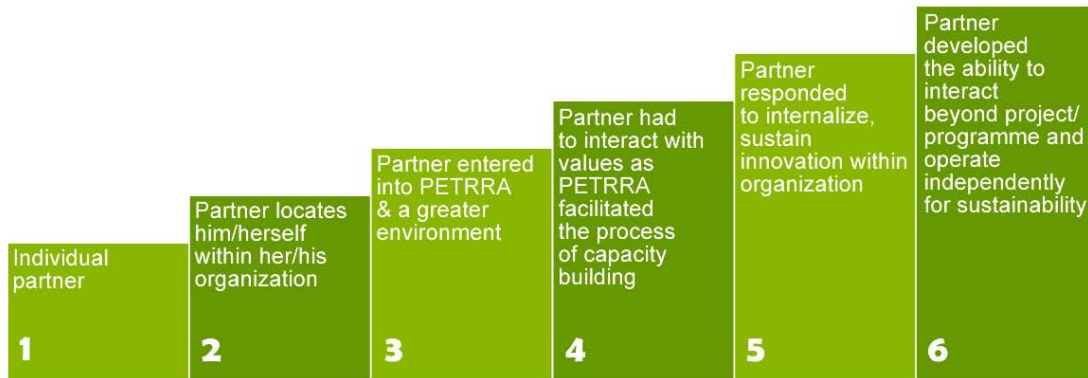 Individual
partner
1
Partner locates
him/herself
within her/his
organization
2
Partner entered
into PETRRA
& a greater
environment
3
Partner had
to interact with
values as
PETRRA
facilitated
the process
of capacity
building
4
Partner
responded
to internalize,
sustain
innovation within
organization
5
Partner
developed
the ability to
interact
beyond project/
programme and
operate
independently
for sustainability
6